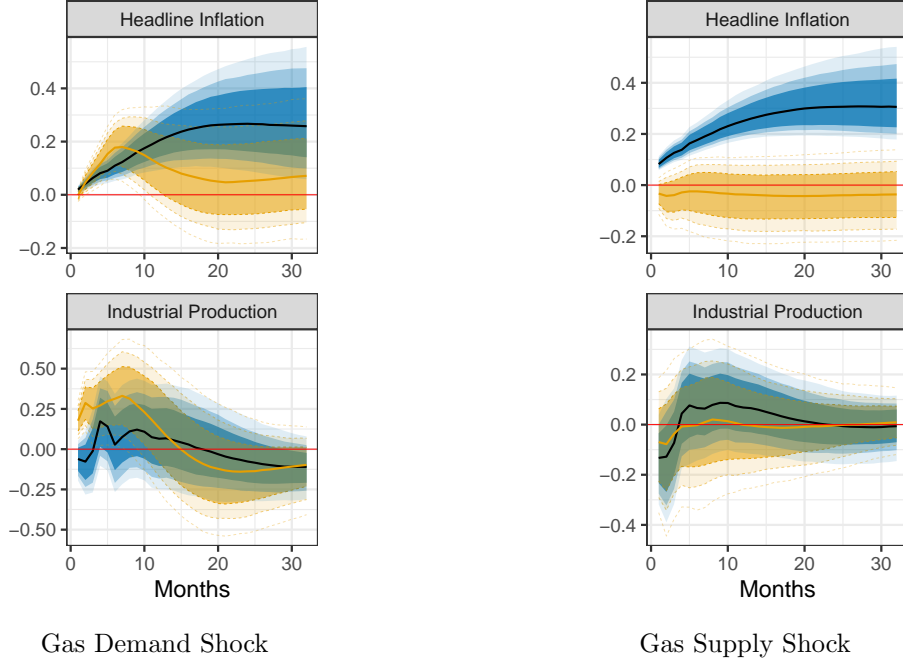 Headline Inflation
0.4
0.2
0.0
−0.2
0 10 20 30
Industrial Production
0.50
0.25
0.00
−0.25
−0.50
0 10 20 30
Months
Gas Demand Shock
Headline Inflation
0.4
0.2
0.0
−0.2
0 10 20 30
Industrial Production
0.2
0.0
−0.2
−0.4
0 10 20 30
Months
Gas Supply Shock